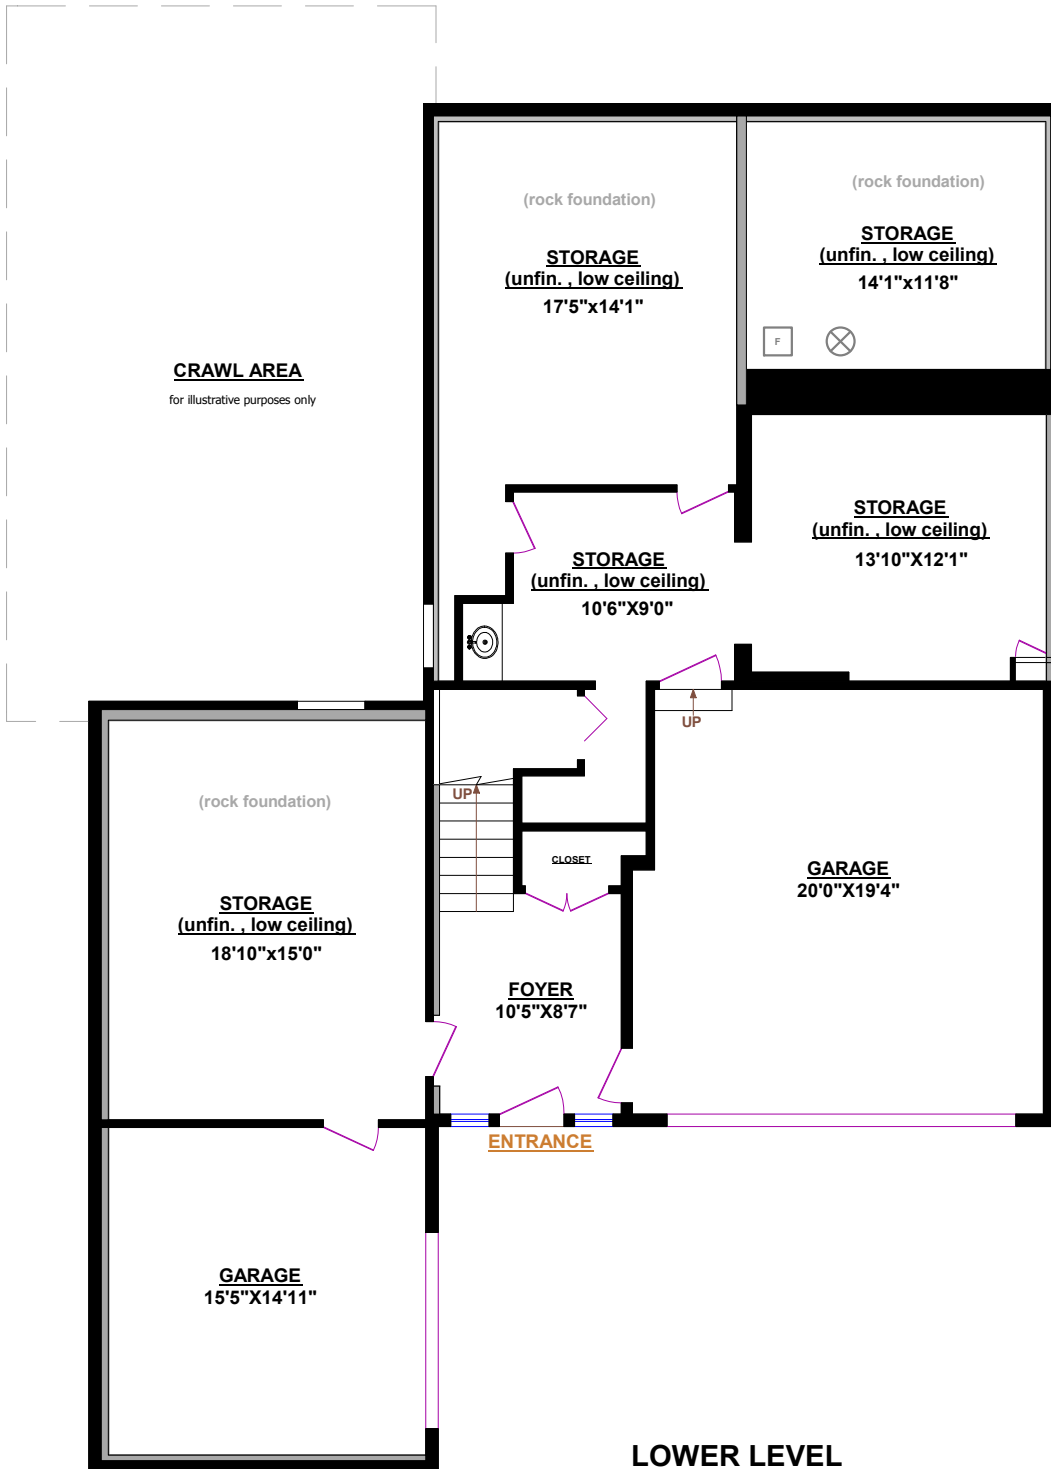 (rock foundation)
STORAGE
(unfin. , low ceiling)
17'5"x14'1"
(rock foundation)
STORAGE
(unfin. , low ceiling)
14'1"x11'8"
F
CRAWL AREA
for illustrative purposes only
STORAGE
(unfin. , low ceiling)
10'6"X9'0"
STORAGE
(unfin. , low ceiling)
13'10"X12'1"
UP
UP
(rock foundation)
STORAGE
(unfin. , low ceiling)
18'10"x15'0"
CLOSET
GARAGE
20'0"X19'4"
FOYER
10'5"X8'7"
ENTRANCE
GARAGE
15'5"X14'11"
LOWER LEVEL